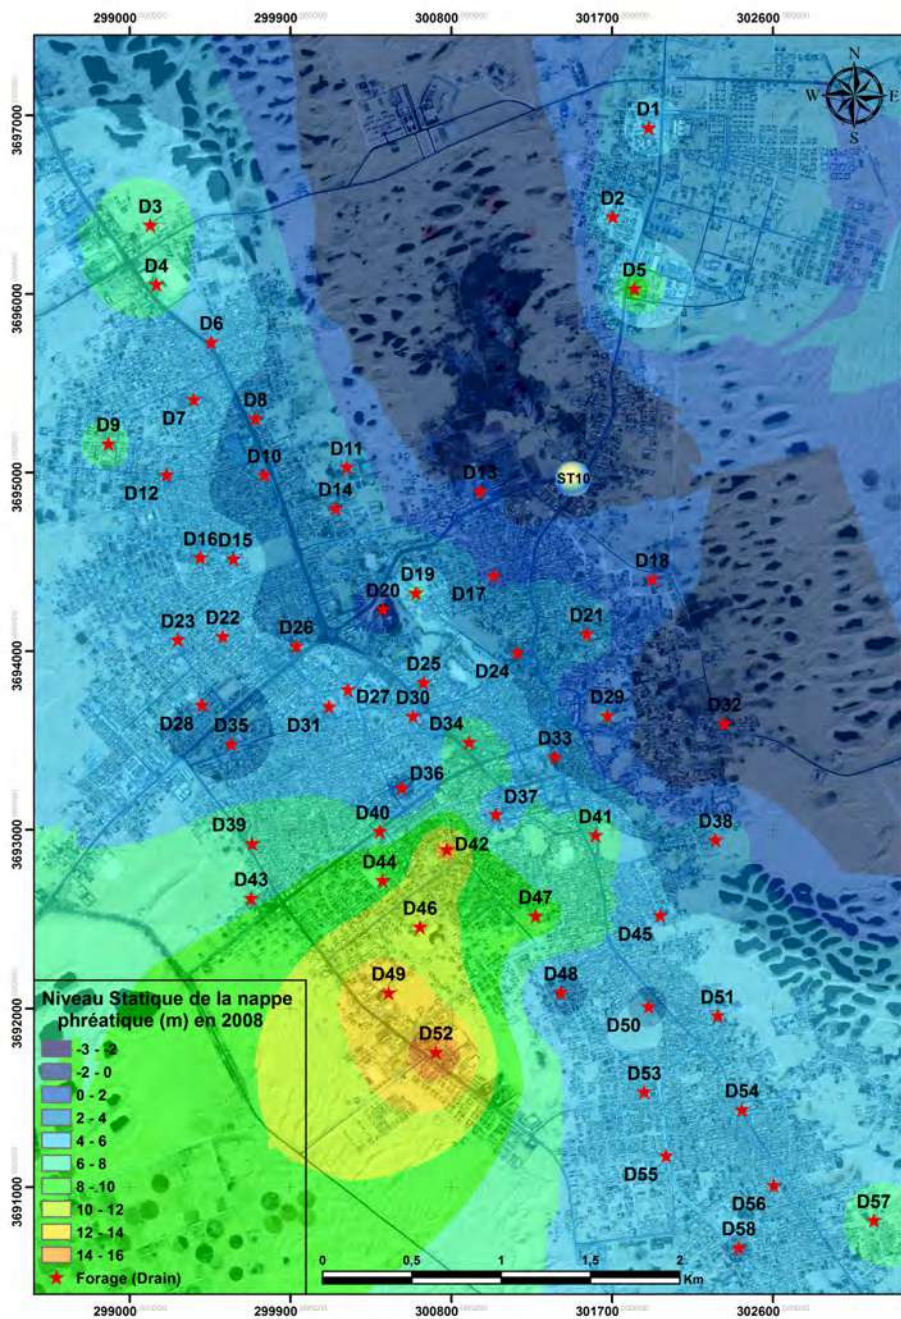 299000 299900 300800 301700 302600
N
W E
S
3697000
D1
D2
D3
D4
D5
3696000
D6
D7
D8
D9
D10
D11
D12
D13
D14
ST10
3695000
D16 D15
D18
D19
D17
D20
D21
D23 D22
D26
D24
3694000
D25
D27 D30
D28
D31
D29
D32
D35
D34
D33
D36
D37
D40
D39
D41
D38
3693000
D42
D44
D43
D46
D47
D45
D49
D48
D50
D51
3692000
D52
D53
D54
D55
D56
D57
D58
3691000
Niveau Statique de la nappe
phréatique (m) en 2008
-3 - -2
-2 - 0
0 - 2
2 - 4
4 - 6
6 - 8
8 - 10
10 - 12
12 - 14
14 - 16
Forage (Drain)
0 0,5 1 1,5 2
Km
299000 299900 300800 301700 302600